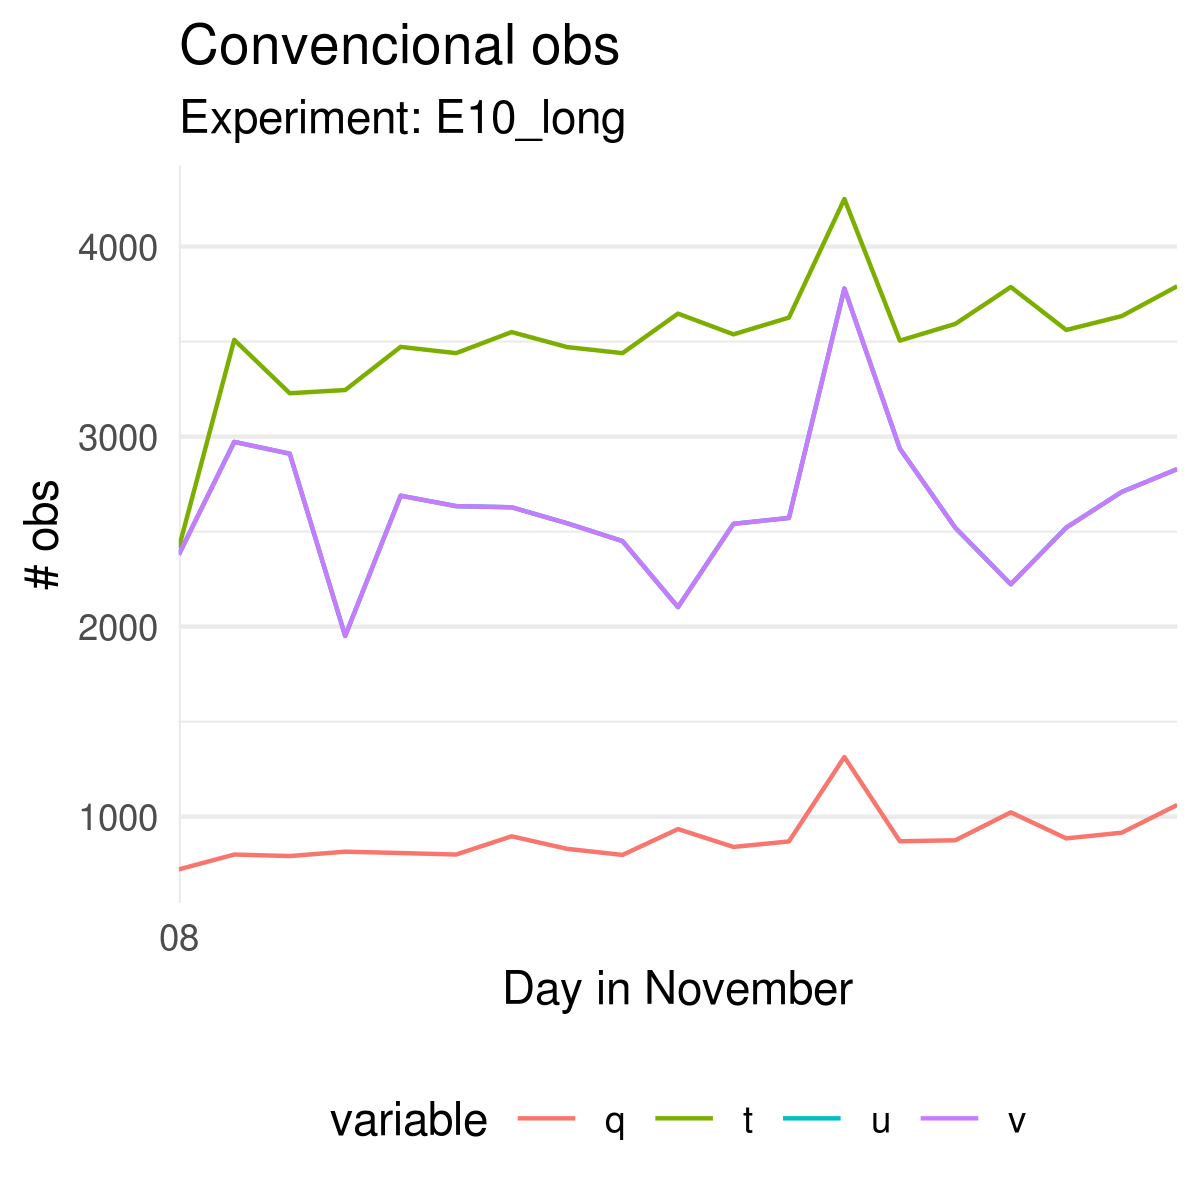 Convencional obs
Experiment: E10_long
4000
3000
2000
1000
# obs
08
Day in November
variable q t u v